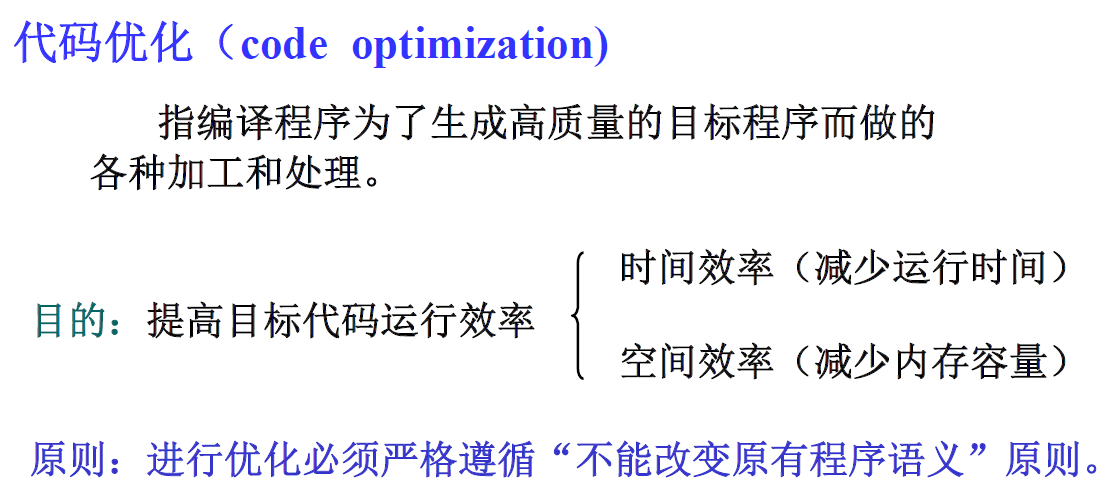 代码优化（code optimization)
指编译程序为了生成高质量的目标程序而做的
各种加工和处理。
时间效率（减少运行时间）
目的：提高目标代码运行效率
空间效率（减少内存容量）
原则：进行优化必须严格遵循“不能改变原有程序语义”原则。